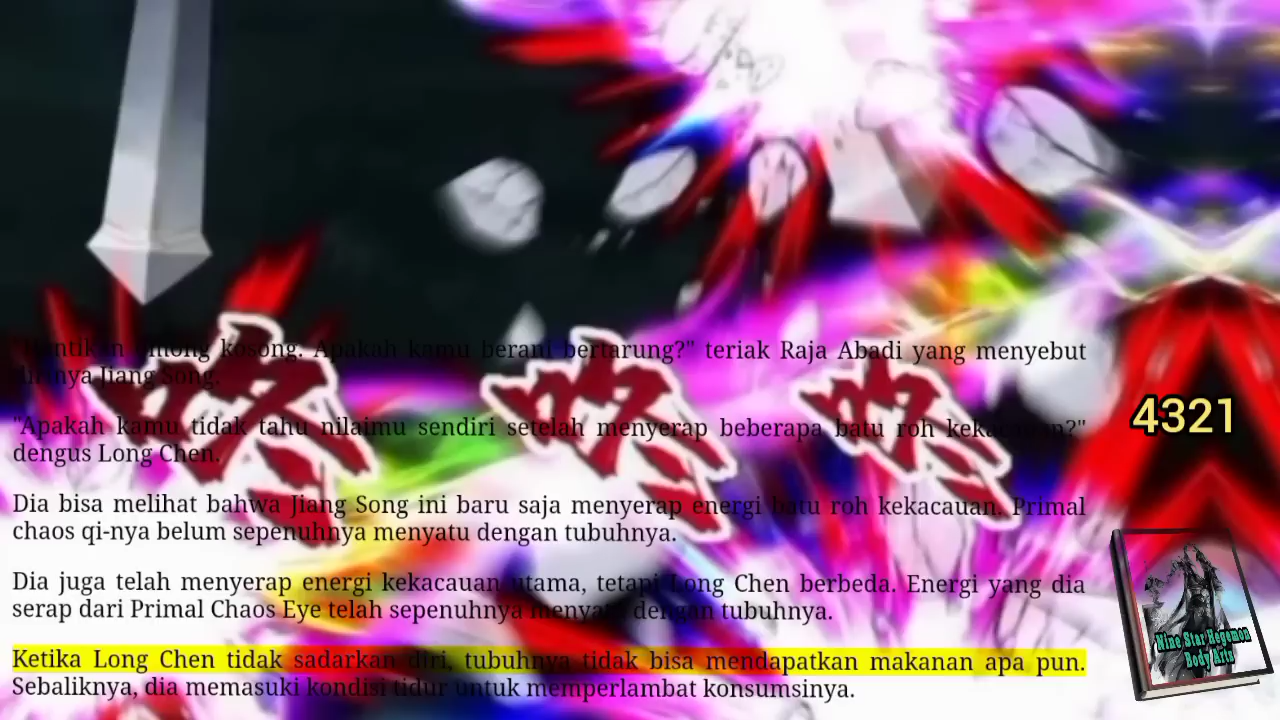 "Hentikan omong kosong. Apakah kamu berani bertarung?" teriak Raja Abadi yang menyebut
dirinya Jiang Song.
"Apakah kamu tidak tahu nilaimu sendiri setelah menyerap beberapa batu roh kekacauan?"
dengus Long Chen.
Dia bisa melihat bahwa Jiang Song ini baru saja menyerap energi batu roh kekacauan. Primal
chaos qi-nya belum sepenuhnya menyatu dengan tubuhnya.
Dia juga telah menyerap energi kekacauan utama, tetapi Long Chen berbeda. Energi yang dia
serap dari Primal Chaos Eye telah sepenuhnya menyatu dengan tubuhnya.
Ketika Long Chen tidak sadarkan diri, tubuhnya tidak bisa mendapatkan makanan apa pun.
Sebaliknya, dia memasuki kondisi tidur untuk memperlambat konsumsinya.
4321
Nine Star Hegemon
Body Arts